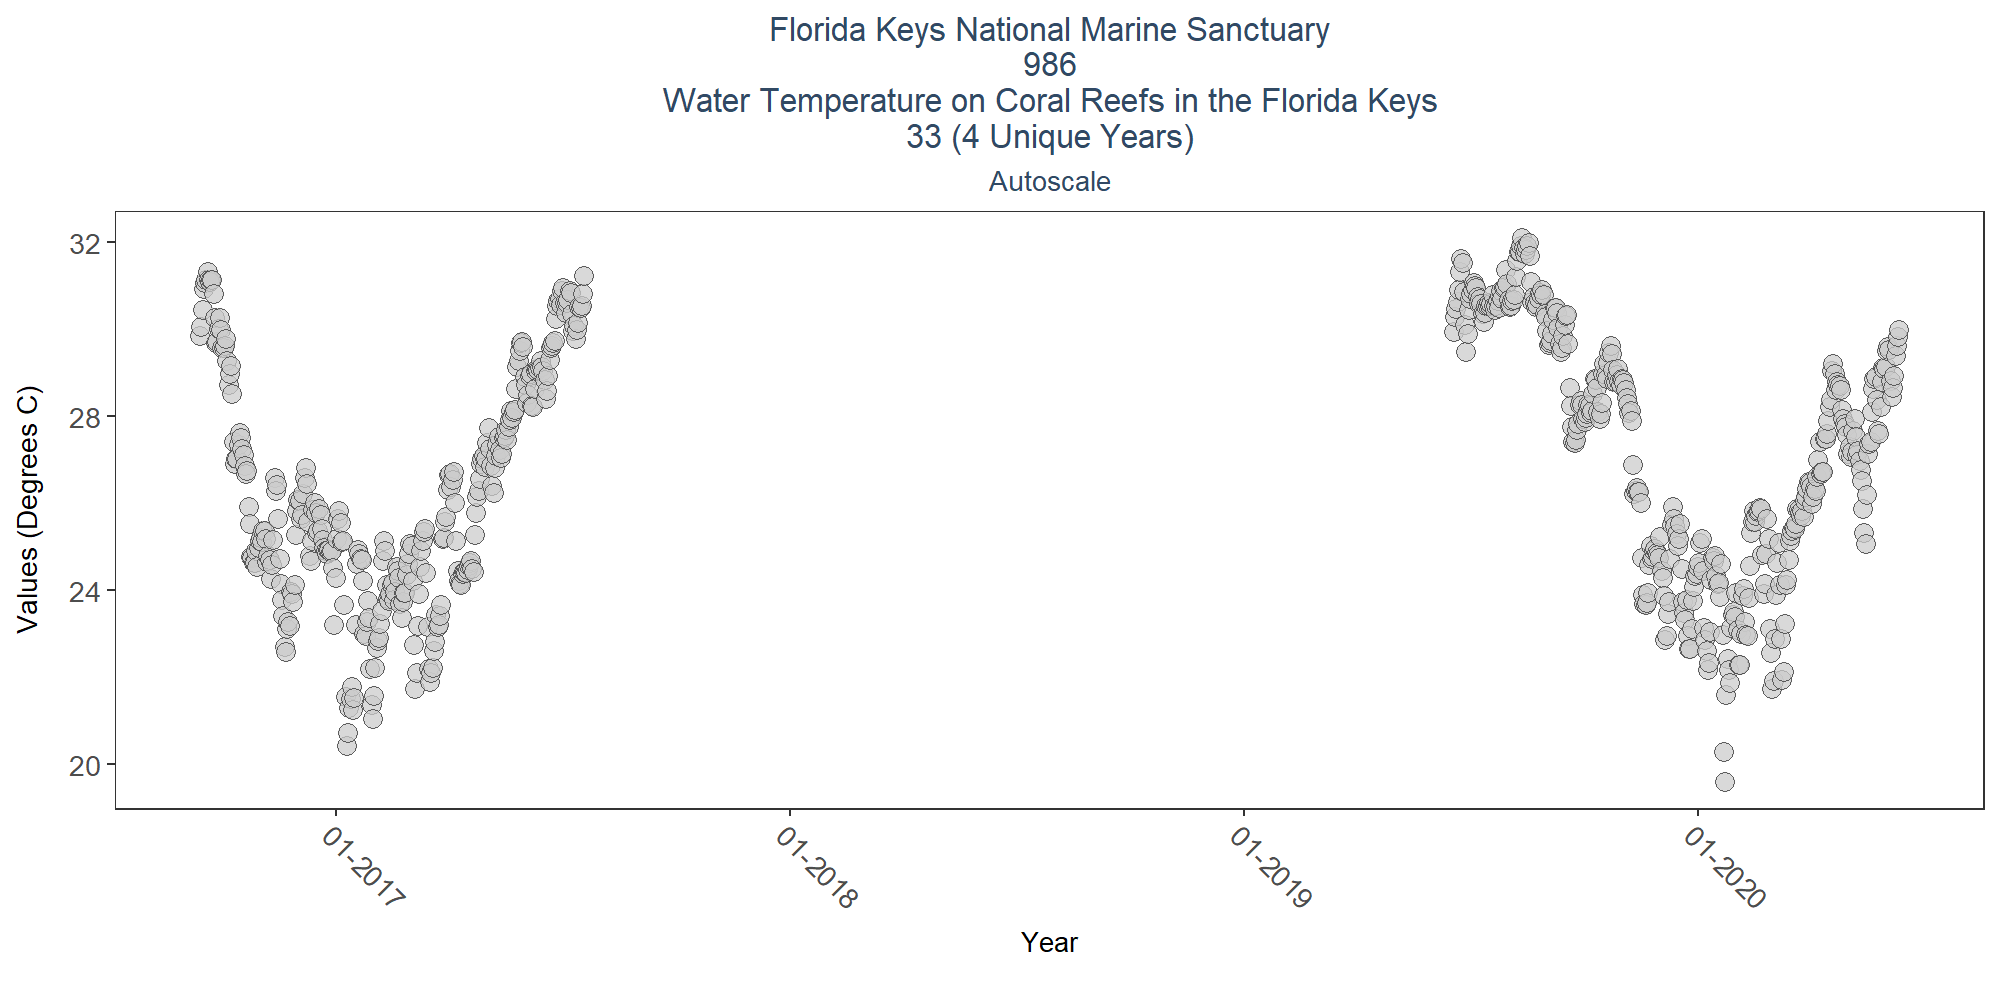 Florida Keys National Marine Sanctuary
986
Water Temperature on Coral Reefs in the Florida Keys
33 (4 Unique Years)
Autoscale
Values (Degrees C)
32
28
24
20
01-2017
01-2018
01-2019
01-2020
Year